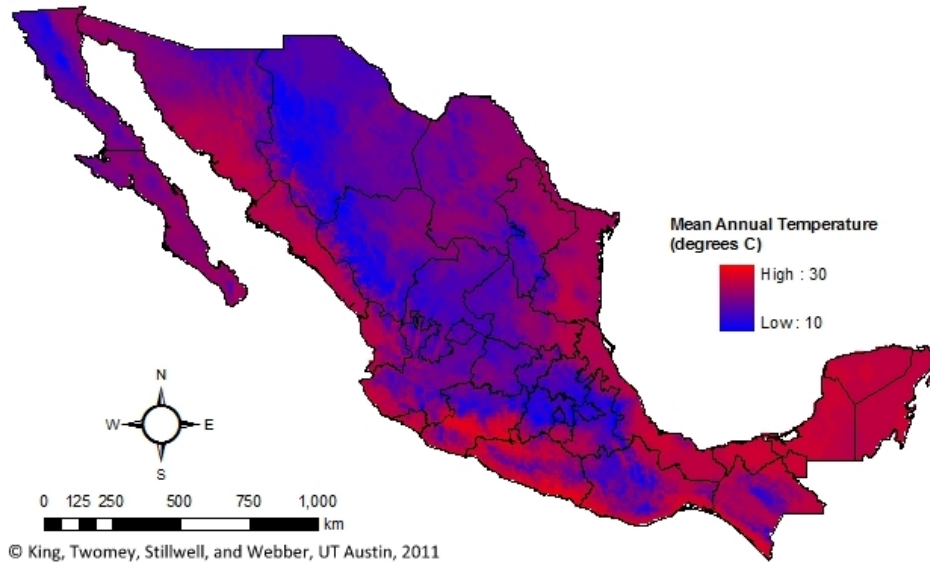 Mean Annual Temperature
(degrees C)
High : 30
Low : 10
N
W
E
S
0 125 250 500 750 1,000
km
© King, Twomey, Stillwell, and Webber, UT Austin, 2011